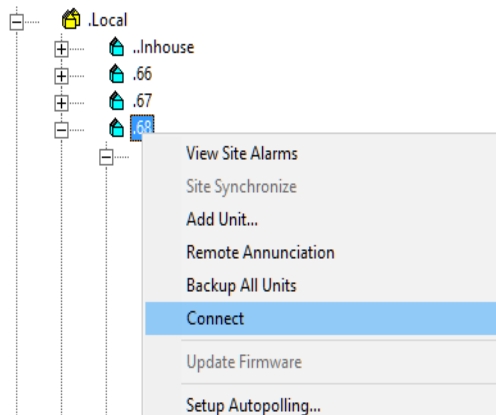 .Local
..Inhouse
.66
.67
.68
View Site Alarms
Site Synchronize
Add Unit...
Remote Annunciation
Backup All Units
Connect
Update Firmware
Setup Autopolling...